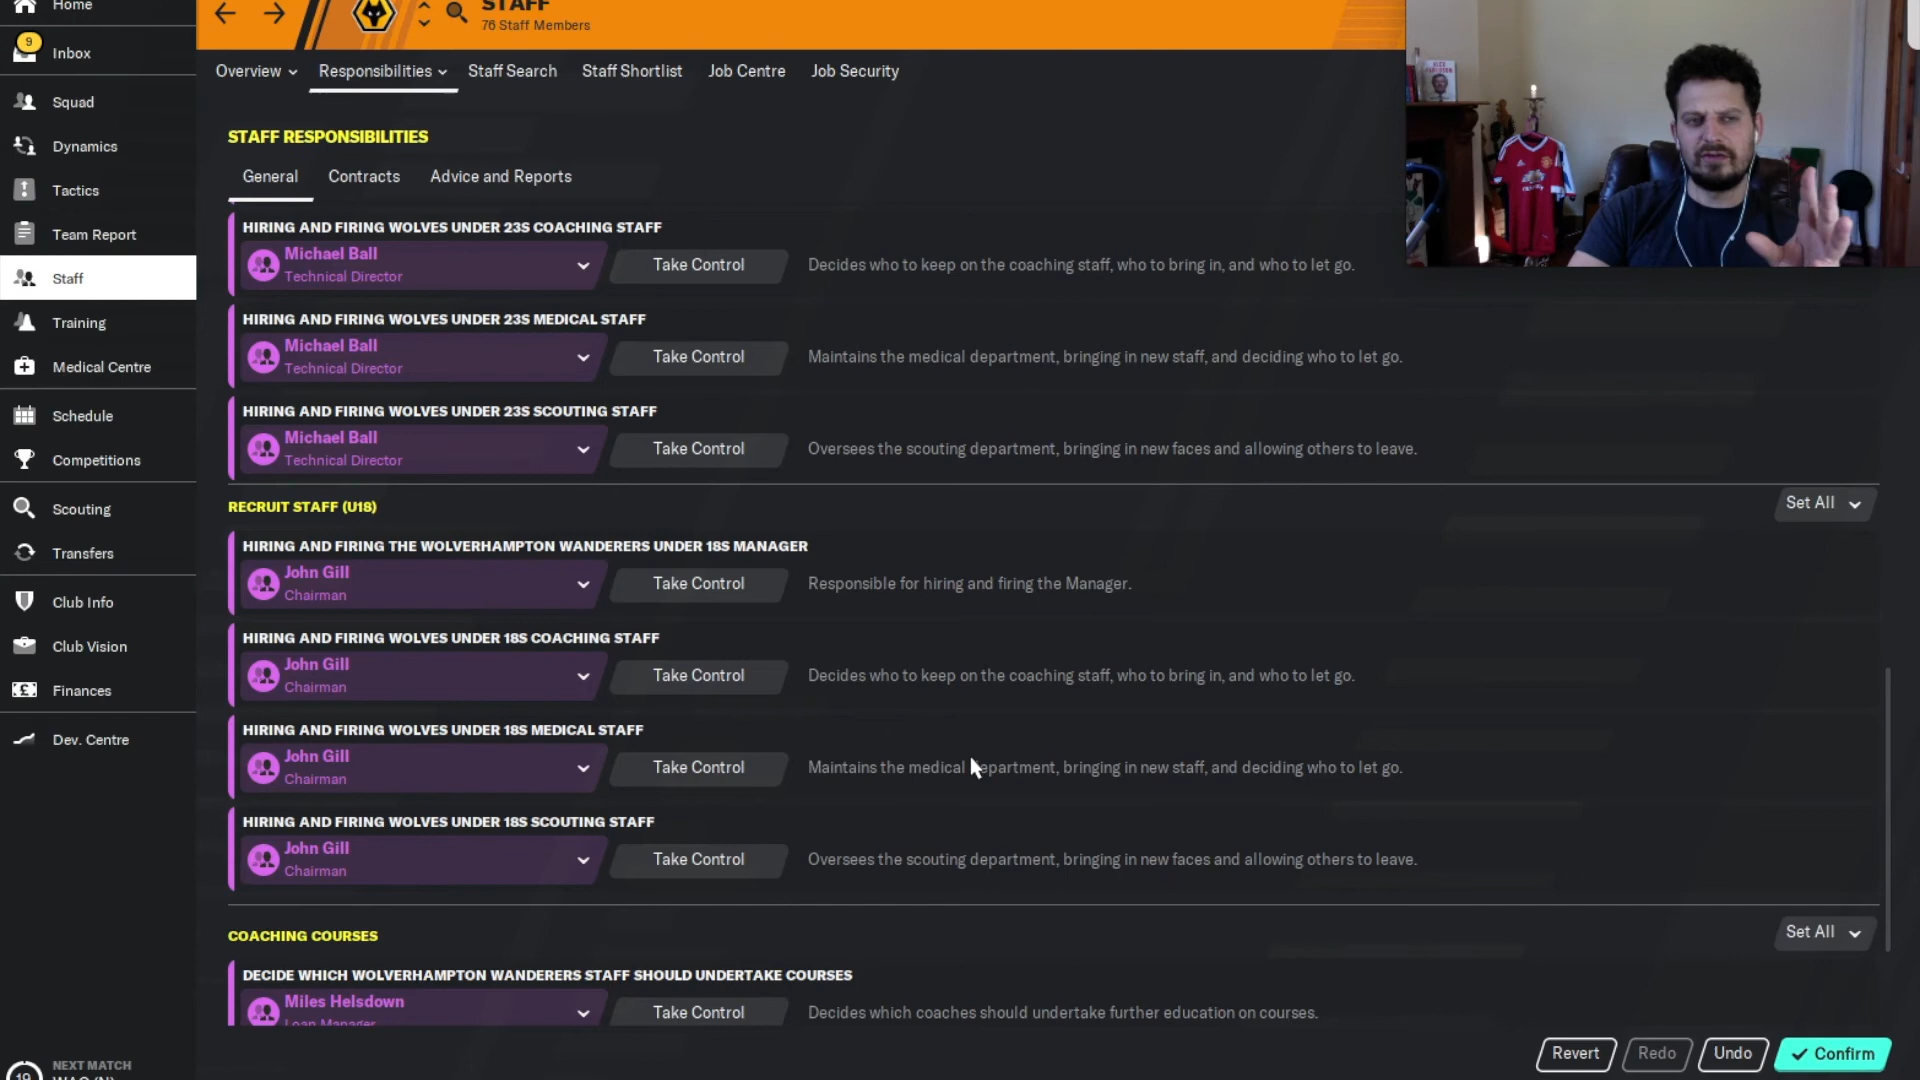 Home
STAFF
76 Staff Members
9
Inbox
Squad
Dynamics
Tactics
Team Report
Staff
Training
Medical Centre
Schedule
Competitions
Scouting
Transfers
Club Info
Club Vision
Finances
Dev. Centre
NEXT MATCH
19
Overview
Responsibilities
Staff Search
Staff Shortlist
Job Centre
Job Security
STAFF RESPONSIBILITIES
General
Contracts
Advice and Reports
HIRING AND FIRING WOLVES UNDER 23S COACHING STAFF
Michael Ball
Technical Director
Take Control
Decides who to keep on the coaching staff, who to bring in, and who to let go.
HIRING AND FIRING WOLVES UNDER 23S MEDICAL STAFF
Michael Ball
Technical Director
Take Control
Maintains the medical department, bringing in new staff, and deciding who to let go.
HIRING AND FIRING WOLVES UNDER 23S SCOUTING STAFF
Michael Ball
Technical Director
Take Control
Oversees the scouting department, bringing in new faces and allowing others to leave.
RECRUIT STAFF (U18)
Set All
HIRING AND FIRING THE WOLVERHAMPTON WANDERERS UNDER 18S MANAGER
John Gill
Chairman
Take Control
Responsible for hiring and firing the Manager.
HIRING AND FIRING WOLVES UNDER 18S COACHING STAFF
John Gill
Chairman
Take Control
Decides who to keep on the coaching staff, who to bring in, and who to let go.
HIRING AND FIRING WOLVES UNDER 18S MEDICAL STAFF
John Gill
Chairman
Take Control
Maintains the medical department, bringing in new staff, and deciding who to let go.
HIRING AND FIRING WOLVES UNDER 18S SCOUTING STAFF
John Gill
Chairman
Take Control
Oversees the scouting department, bringing in new faces and allowing others to leave.
COACHING COURSES
Set All
DECIDE WHICH WOLVERHAMPTON WANDERERS STAFF SHOULD UNDERTAKE COURSES
Miles Helsdown
Loan Manager
Take Control
Decides which coaches should undertake further education on courses.
Revert
Redo
Undo
Confirm